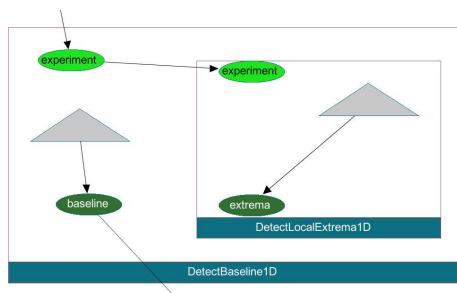 experiment
experiment
baseline
extrema
DetectLocalExtrema1D
DetectBaseline1D